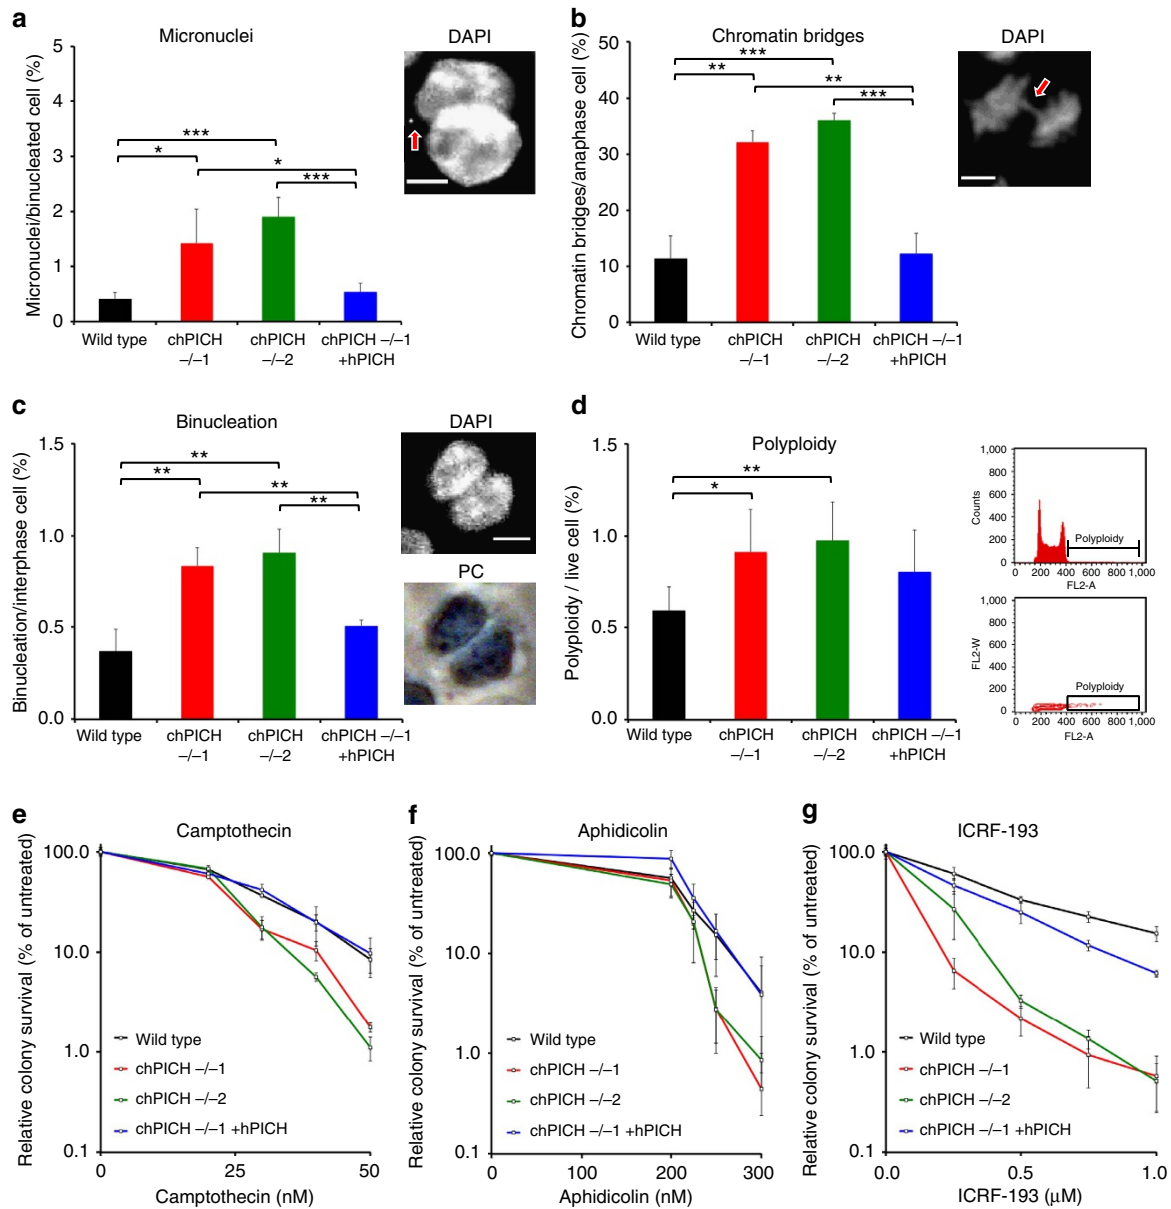 a
Micronuclei
DAPI
Micronuclei/binucleated cell (%)
5
4
3
2
1
0
***
*
*
***
Wild type
chPICH
–/–1
chPICH
–/–2
chPICH –/–1
+hPICH
b
Chromatin bridges
DAPI
Chromatin bridges/anaphase cell (%)
50
40
30
20
10
0
***
**
**
***
Wild type
chPICH
–/–1
chPICH
–/–2
chPICH –/–1
+hPICH
c
Binucleation
DAPI
PC
Binucleation/interphase cell (%)
1.5
1.0
0.5
0.0
**
**
**
**
Wild type
chPICH
–/–1
chPICH
–/–2
chPICH –/–1
+hPICH
d
Polyploidy
Polyploidy / live cell (%)
1.5
1.0
0.5
0.0
**
*
Wild type
chPICH
–/–1
chPICH
–/–2
chPICH –/–1
+hPICH
Counts
1,000
800
600
400
200
0
Polyploidy
0 200 400 600 800 1,000
FL2-A
FL2-W
1,000
800
600
400
200
0
Polyploidy
0 200 400 600 800 1,000
FL2-A
e
Camptothecin
Relative colony survival (% of untreated)
100.0
10.0
1.0
0.1
Wild type
chPICH –/–1
chPICH –/–2
chPICH –/–1 +hPICH
0 25 50
Camptothecin (nM)
f
Aphidicolin
Relative colony survival (% of untreated)
100.0
10.0
1.0
0.1
Wild type
chPICH –/–1
chPICH –/–2
chPICH –/–1 +hPICH
0 100 200 300
Aphidicolin (nM)
g
ICRF-193
Relative colony survival (% of untreated)
100.0
10.0
1.0
0.1
Wild type
chPICH –/–1
chPICH –/–2
chPICH –/–1 +hPICH
0.0 0.5 1.0
ICRF-193 (μM)